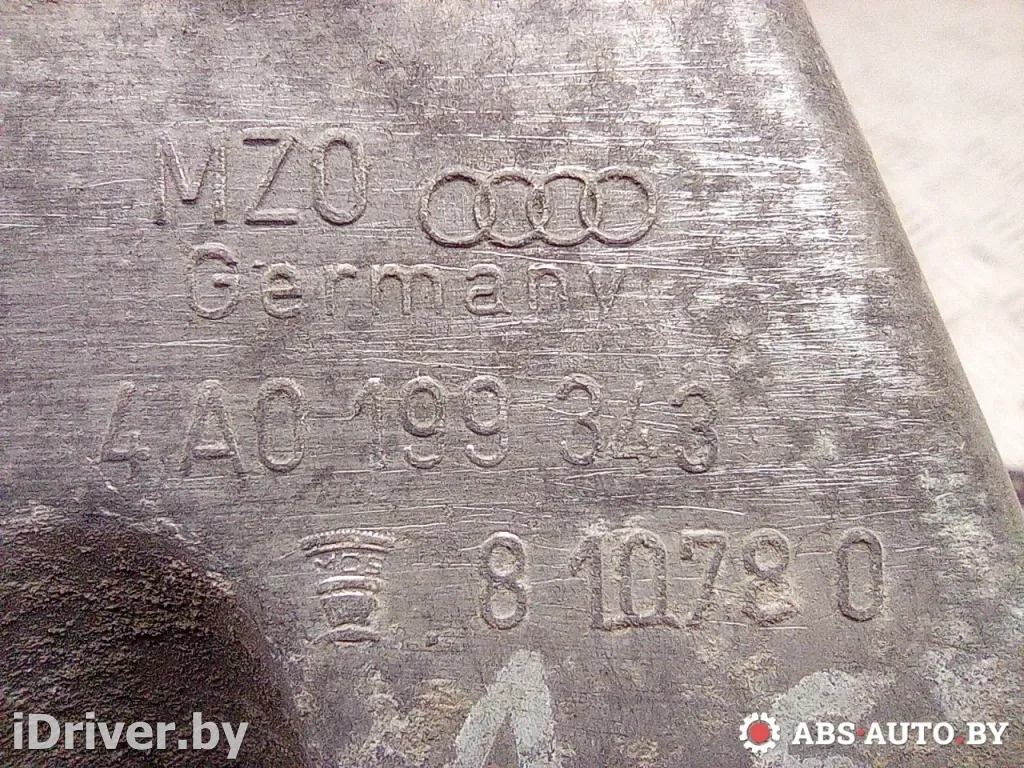 MZO
Germany
4A0 199 343
8 10780
iDriver.by
ABS-AUTO.BY